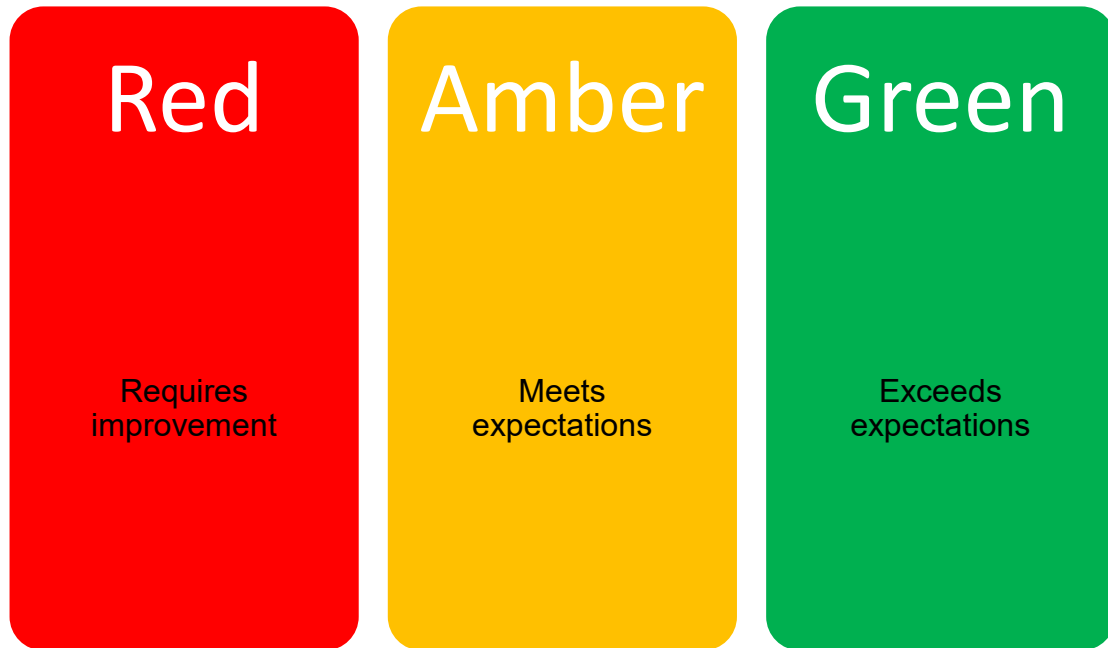 Red
Requires
improvement
Amber
Meets
expectations
Green
Exceeds
expectations